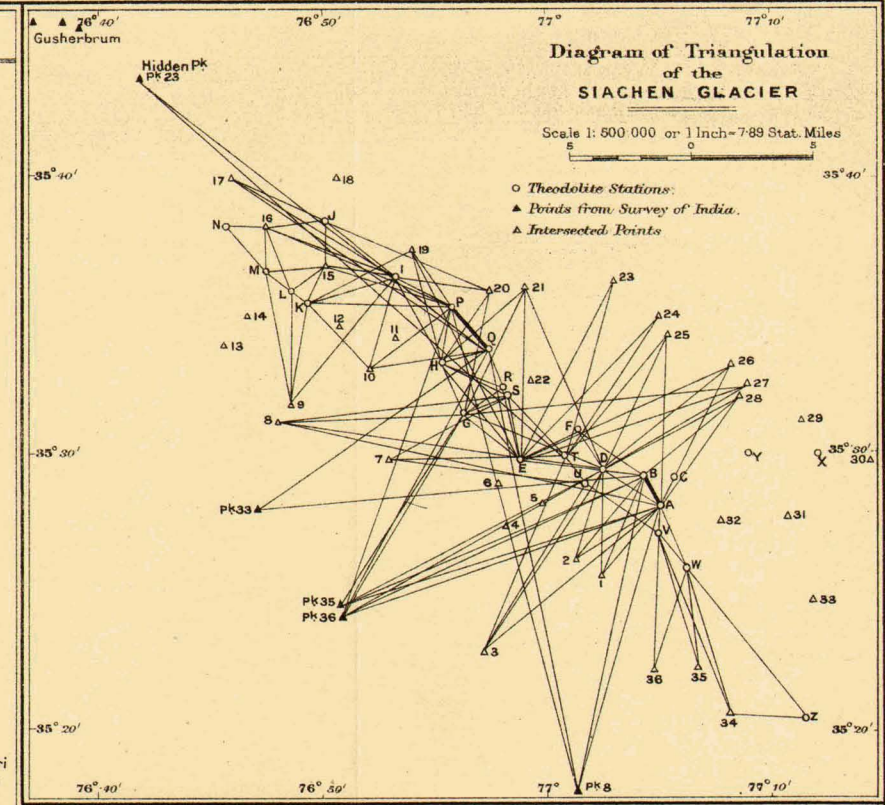 76° 40'
76° 50'
77°
77° 10'
Gusherbrum
Hidden Pk.
Pk 23
Diagram of Triangulation
of the
SIACHEN GLACIER
Scale 1: 500 000 or 1 Inch = 7·89 Stat. Miles
5 0 5
Theodolite Stations.
Points from Survey of India.
Intersected Points
35° 40'
35° 40'
17
18
N
16
J
19
M
15
I
L
K
20
21
23
P
14
12
11
24
13
Q
25
10
H
26
R
22
27
S
28
9
G
8
F
29
35° 30'
35° 30'
7
E
T
D
Y
X
30
B
C
6
U
Pk 33
5
A
31
4
32
V
2
W
1
Pk 35
33
Pk 36
3
36
35
34
Z
35° 20'
35° 20'
ri
Pk 8
76° 40'
76° 50'
77°
77° 10'